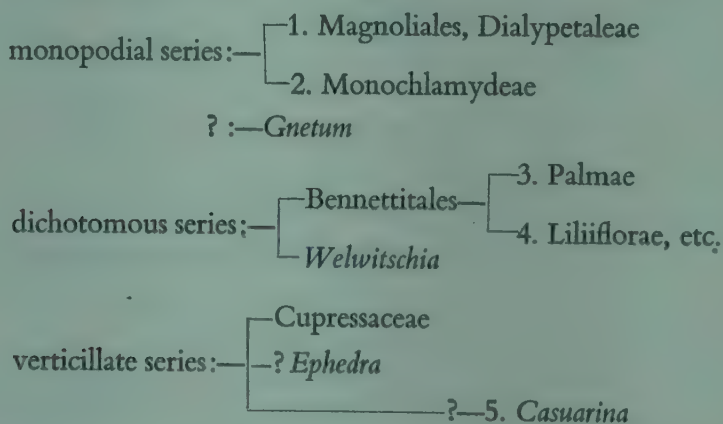 1. Magnoliales, Dialypetaleae
monopodial series:—
2. Monochlamydeae
? :—Gnetum
3. Palmae
Bennettitales—
dichotomous series:—
4. Liliiflorae, etc.
Welwitschia
Cupressaceae
verticillate series:—
—? Ephedra
?—5. Casuarina